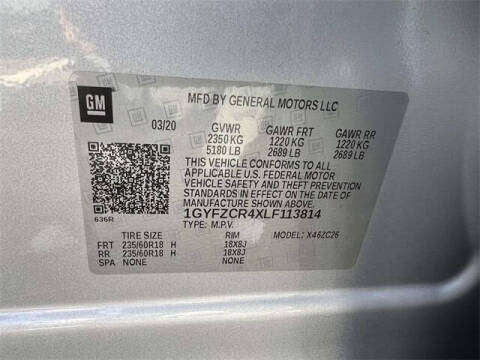 GM
MFD BY GENERAL MOTORS LLC
03/20
GVWR GAWR FRT GAWR RR
2350 KG 1220 KG 1220 KG
5180 LB 2689 LB 2689 LB
THIS VEHICLE CONFORMS TO ALL
APPLICABLE U.S. FEDERAL MOTOR
VEHICLE SAFETY AND THEFT PREVENTION
STANDARDS IN EFFECT ON THE DATE OF
MANUFACTURE SHOWN ABOVE.
1GYFZCR4XLF113814
TYPE: M.P.V. MODEL: X46ZC26
636R
TIRE SIZE RIM
FRT 235/60R18 H 18X8J
RR 235/60R18 H 18X8J
SPA NONE NONE